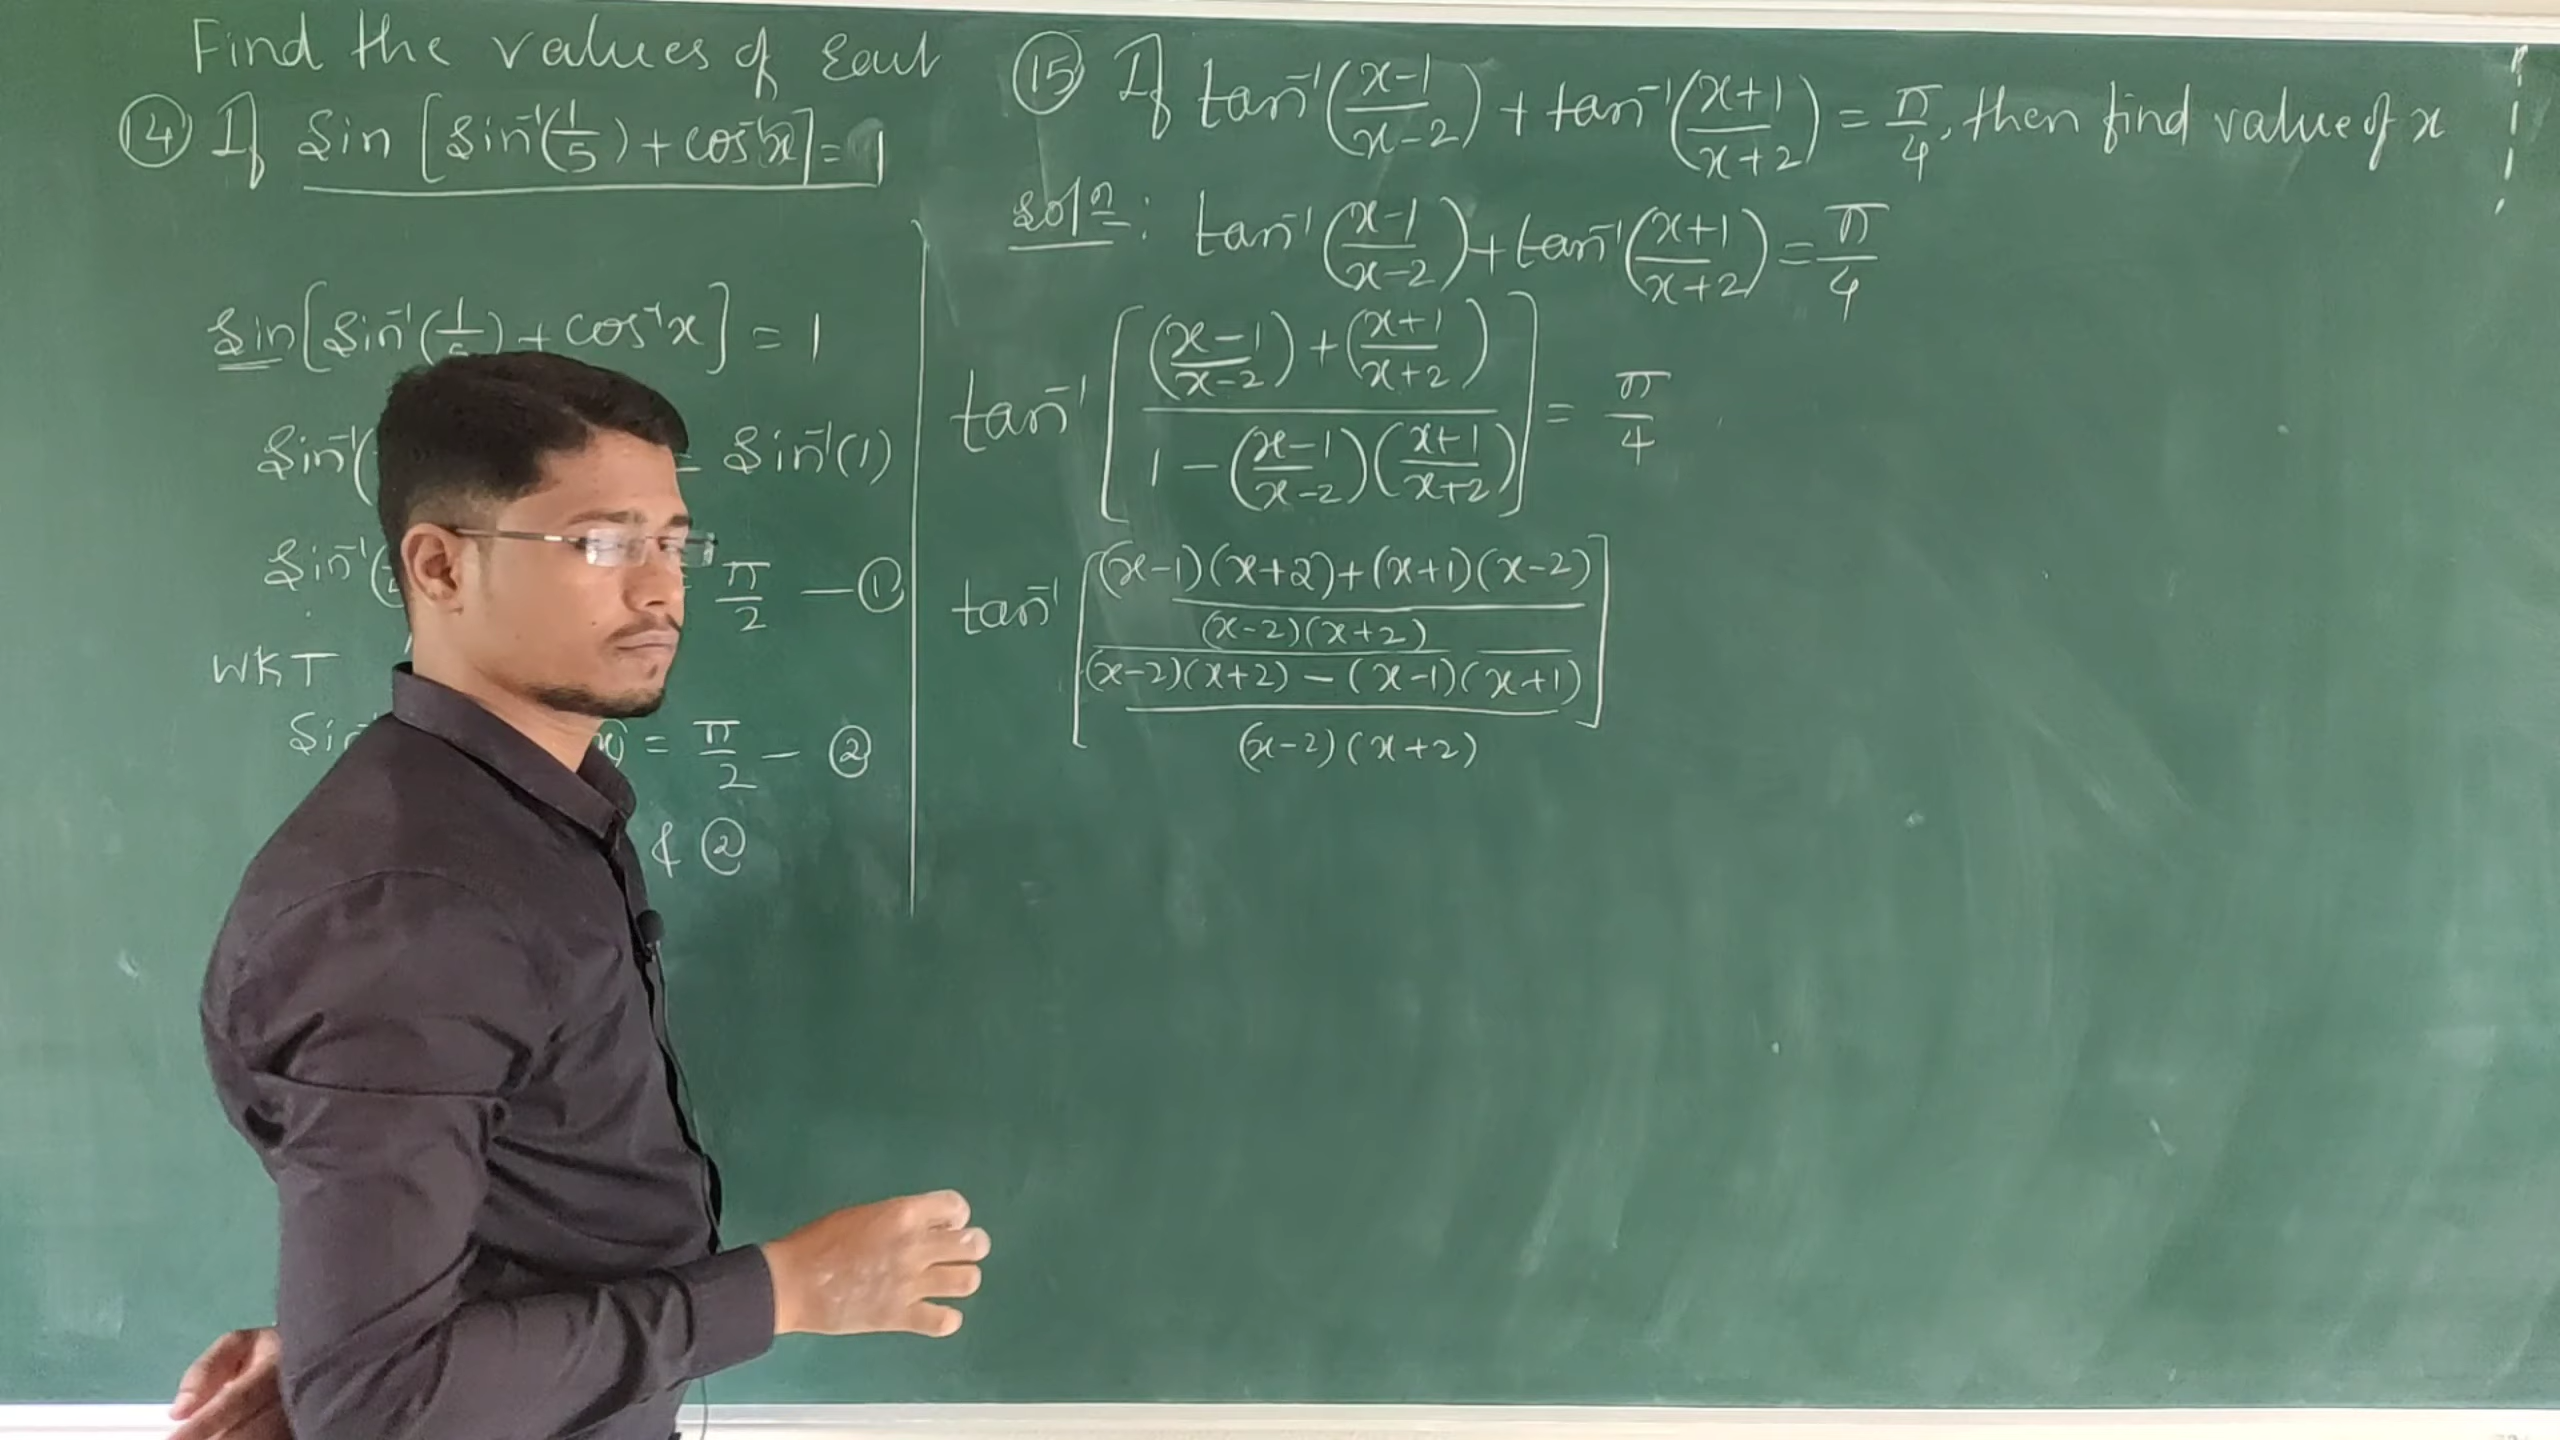 Find the values of
(14) If sin [sin⁻¹(1/5) + cos⁻¹x] = 1
sin[sin⁻¹(1/5) + cos⁻¹x] = 1
sin⁻¹( = sin⁻¹(1)
sin⁻¹( π/2 — ①
WKT
Sin x) = π/2 — ②
& ②
(15) If tan⁻¹((x-1)/(x-2)) + tan⁻¹((x+1)/(x+2)) = π/4, then find value of x
Solⁿ: tan⁻¹((x-1)/(x-2)) + tan⁻¹((x+1)/(x+2)) = π/4
tan⁻¹[(((x-1)/(x-2)) + ((x+1)/(x+2))) / (1 - ((x-1)/(x-2))((x+1)/(x+2)))] = π/4
tan⁻¹[(((x-1)(x+2)+(x+1)(x-2)) / ((x-2)(x+2))) / (((x-2)(x+2) - (x-1)(x+1)) / ((x-2)(x+2)))]